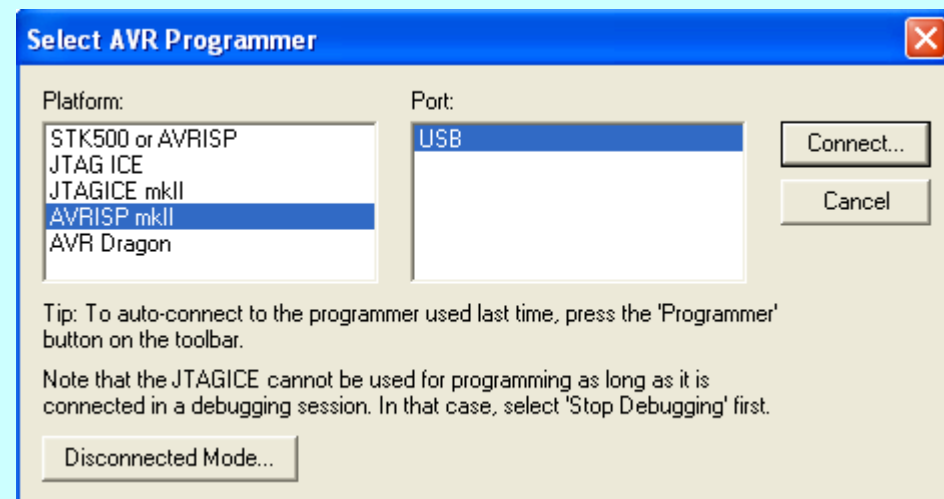 Select AVR Programmer
Platform:
Port:
STK500 or AVRISP
JTAG ICE
JTAGICE mkII
AVRISP mkII
AVR Dragon
USB
Connect...
Cancel
Tip: To auto-connect to the programmer used last time, press the 'Programmer'
button on the toolbar.
Note that the JTAGICE cannot be used for programming as long as it is
connected in a debugging session. In that case, select 'Stop Debugging' first.
Disconnected Mode...